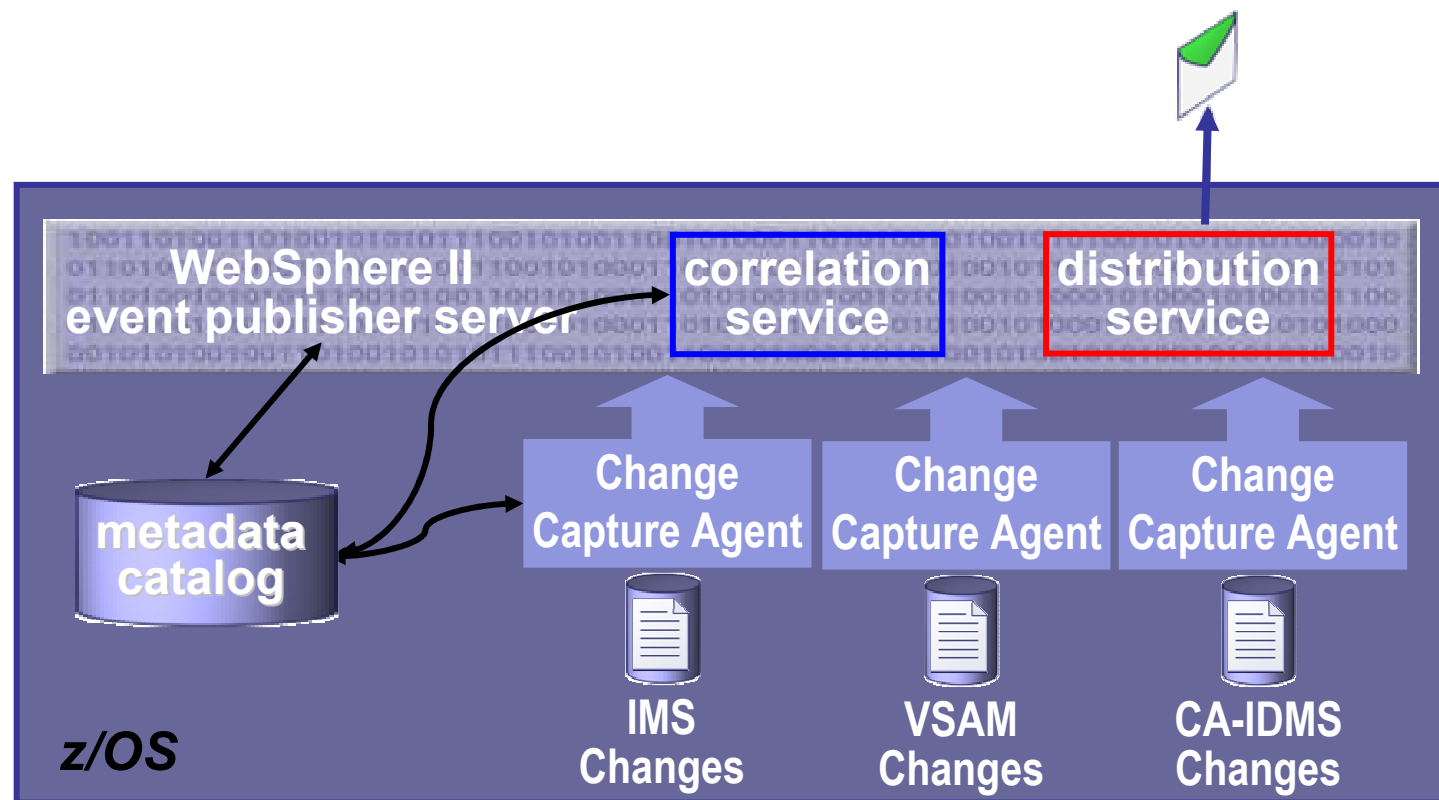 WebSphere II
event publisher server
correlation
service
distribution
service
metadata
catalog
Change
Capture Agent
Change
Capture Agent
Change
Capture Agent
IMS
Changes
VSAM
Changes
CA-IDMS
Changes
z/OS